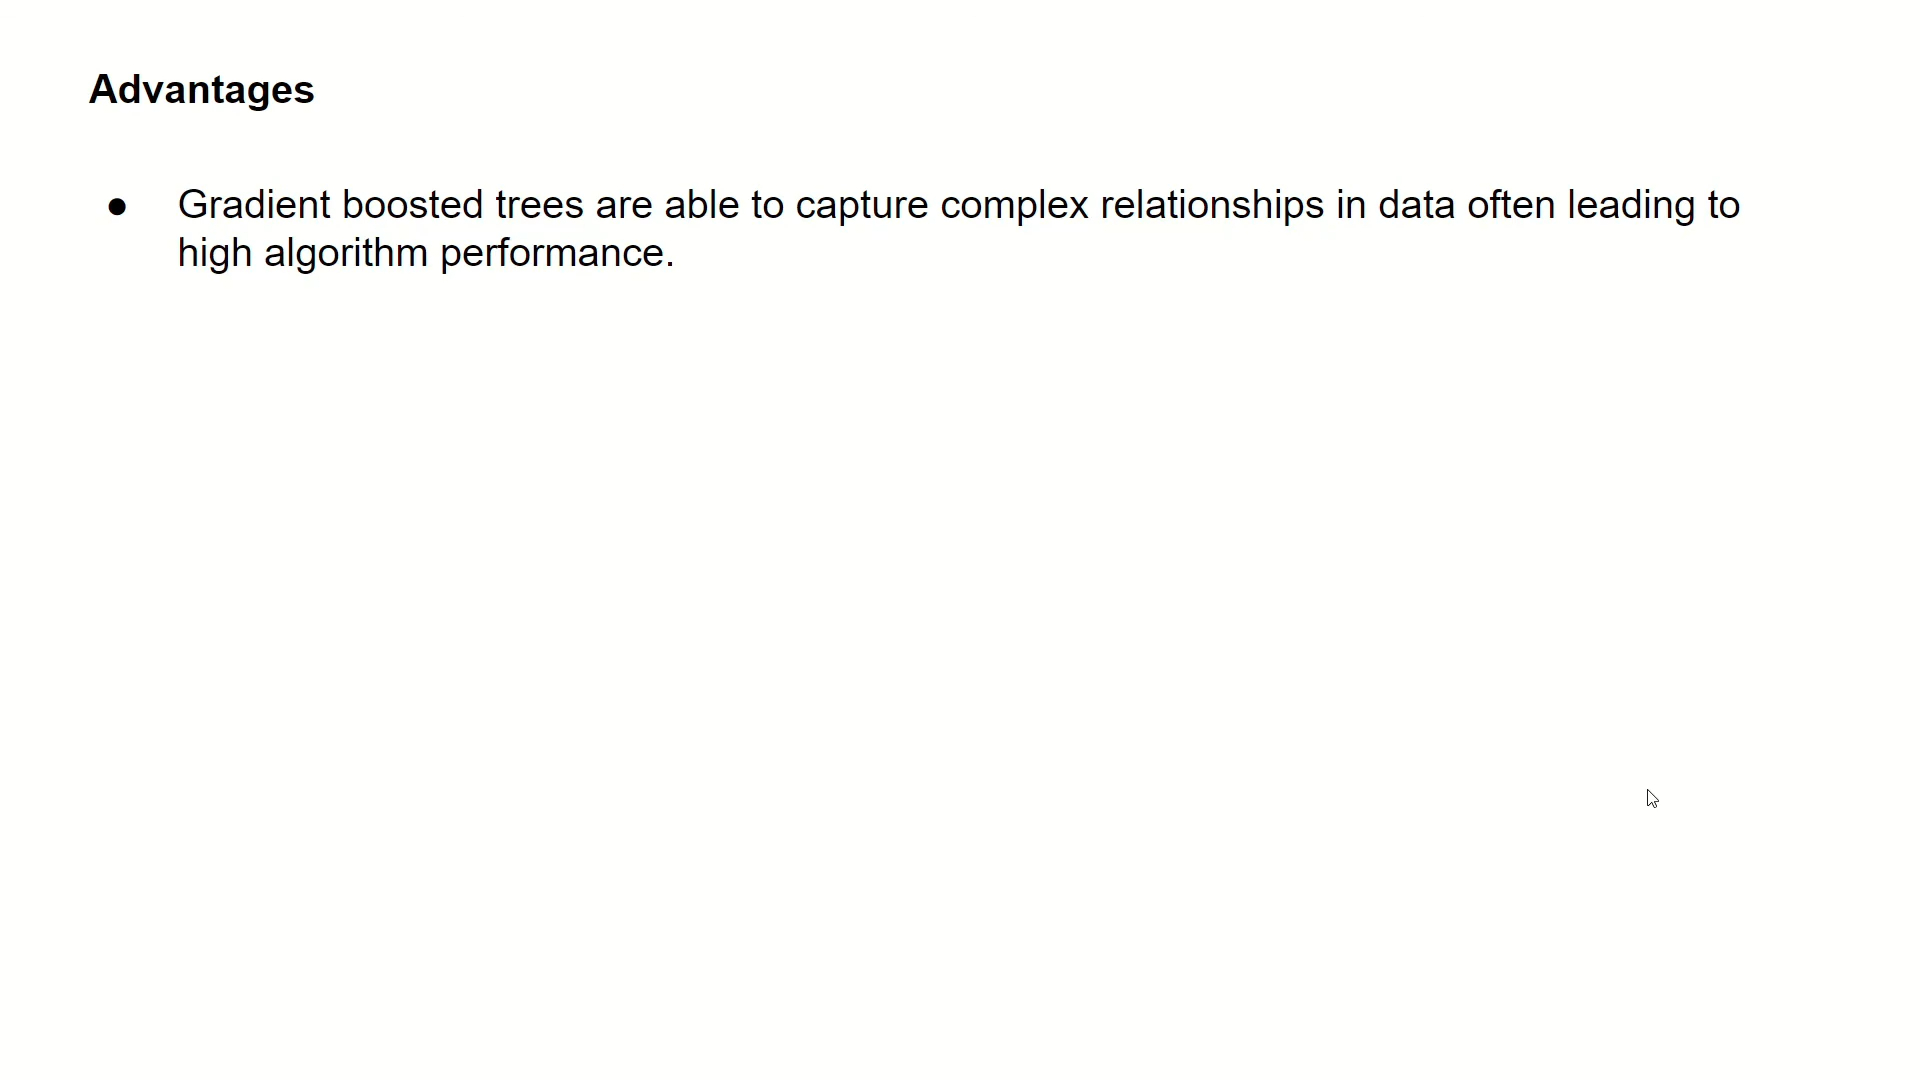 Advantages
● Gradient boosted trees are able to capture complex relationships in data often leading to
high algorithm performance.